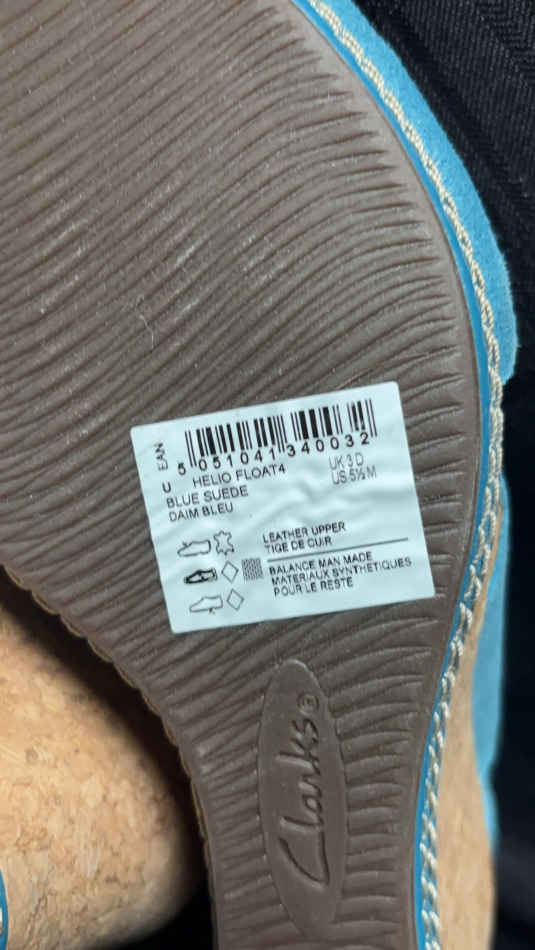 EAN
5 051041 340032
U HELIO FLOAT4
UK 3 D
BLUE SUEDE
US 5½ M
DAIM BLEU
LEATHER UPPER
TIGE DE CUIR
BALANCE MAN MADE
MATERIAUX SYNTHETIQUES
POUR LE RESTE
Clarks®